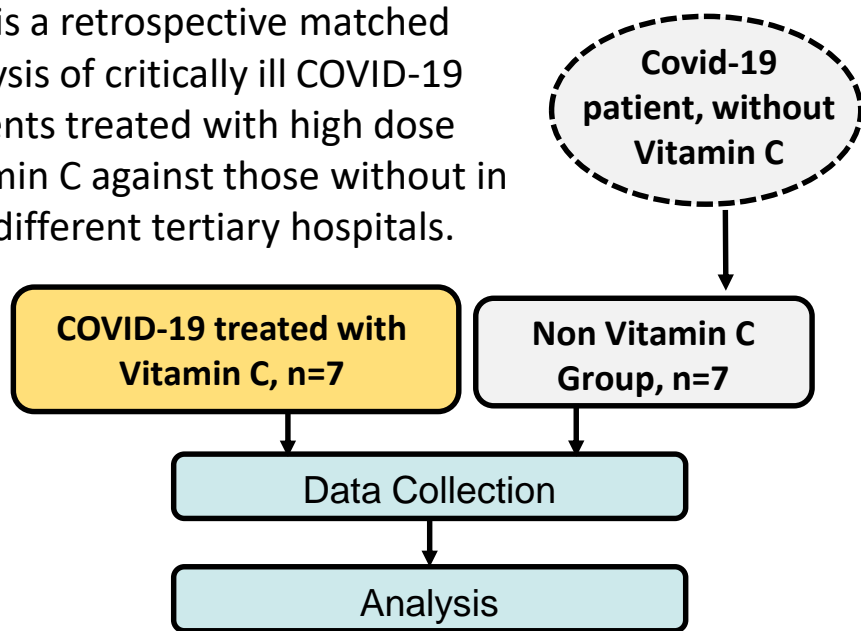 is a retrospective matched
ysis of critically ill COVID-19
ents treated with high dose
min C against those without in
different tertiary hospitals.
Covid-19
patient, without
Vitamin C
COVID-19 treated with
Vitamin C, n=7
Non Vitamin C
Group, n=7
Data Collection
Analysis